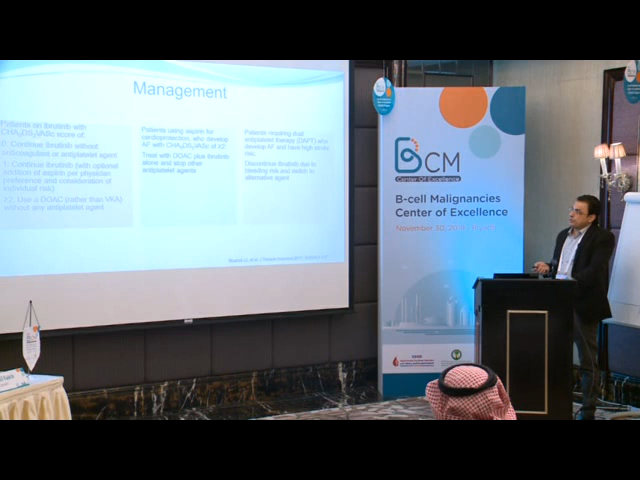 Management
Patients on ibrutinib with
CHA₂DS₂VASc score of:
0: Continue ibrutinib without
anticoagulant or antiplatelet agent
1: Continue ibrutinib (with optional
addition of aspirin per physician
preference and consideration of
individual risk)
≥2: Use a DOAC (rather than VKA)
without any antiplatelet agent
Patients using aspirin for
cardioprotection, who develop
AF with CHA₂DS₂VASc of ≥2:
Treat with DOAC plus ibrutinib
alone and stop other
antiplatelet agents
Patients requiring dual
antiplatelet therapy (DAPT) who
develop AF and have high stroke
risk:
Discontinue ibrutinib due to
bleeding risk and switch to
alternative agent
BCM
Center Of Excellence
B-cell Malignancies
Center of Excellence
November 30,